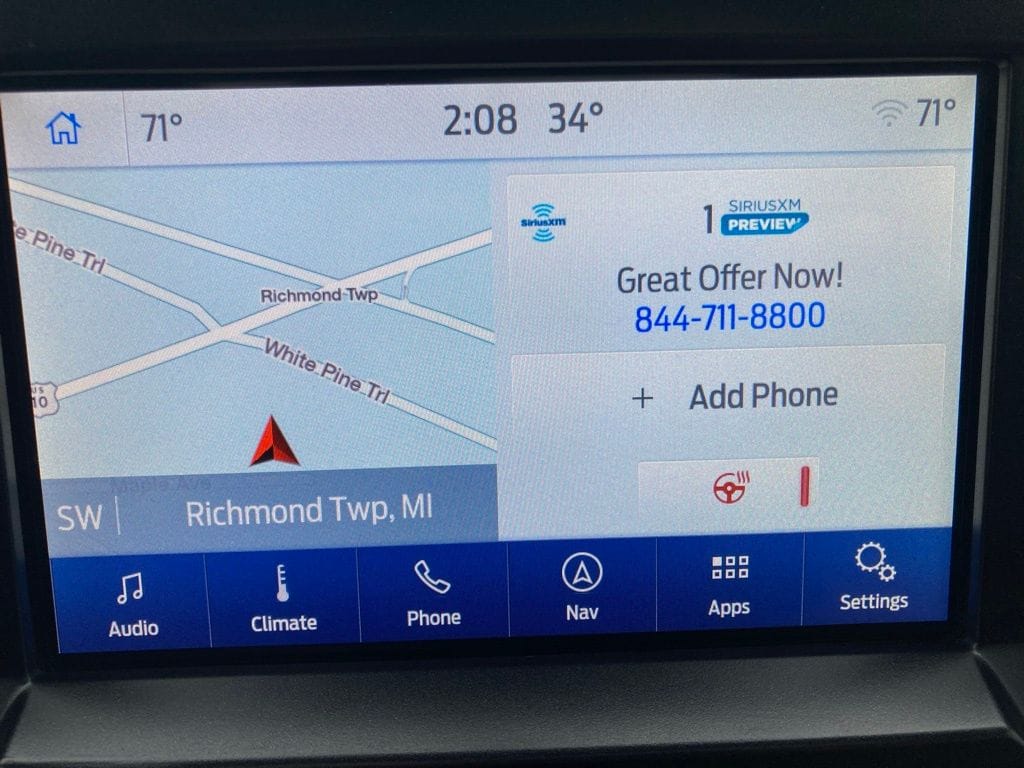 71° 2:08 34° 71°
e Pine Trl
Richmond Twp
White Pine Trl
US
10
SW Richmond Twp, MI
SiriusXM 1 SIRIUSXM
PREVIEW
Great Offer Now!
844-711-8800
+ Add Phone
Audio Climate Phone Nav Apps Settings